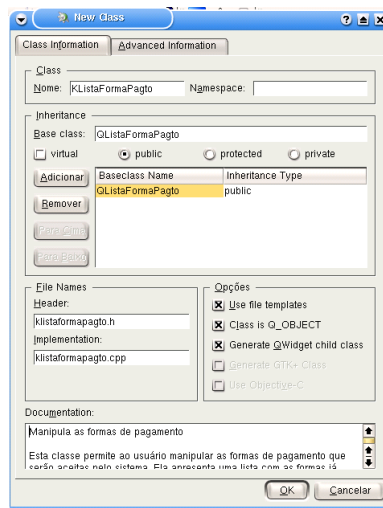 New Class
Class Information Advanced Information
Class
Nome: KListaFormaPagto Namespace:
Inheritance
Base class: QListaFormaPagto
virtual public protected private
Adicionar Baseclass Name Inheritance Type
QListaFormaPagto public
Remover
Para Cima
Para Baixo
File Names
Header:
klistaformapagto.h
Implementation:
klistaformapagto.cpp
Opções
Use file templates
Class is Q_OBJECT
Generate QWidget child class
Generate GTK+ Class
Use Objective-C
Documentation:
Manipula as formas de pagamento
Esta classe permite ao usuário manipular as formas de pagamento que
serão aceitas pelo sistema. Ela apresenta uma lista com as formas já
OK Cancelar